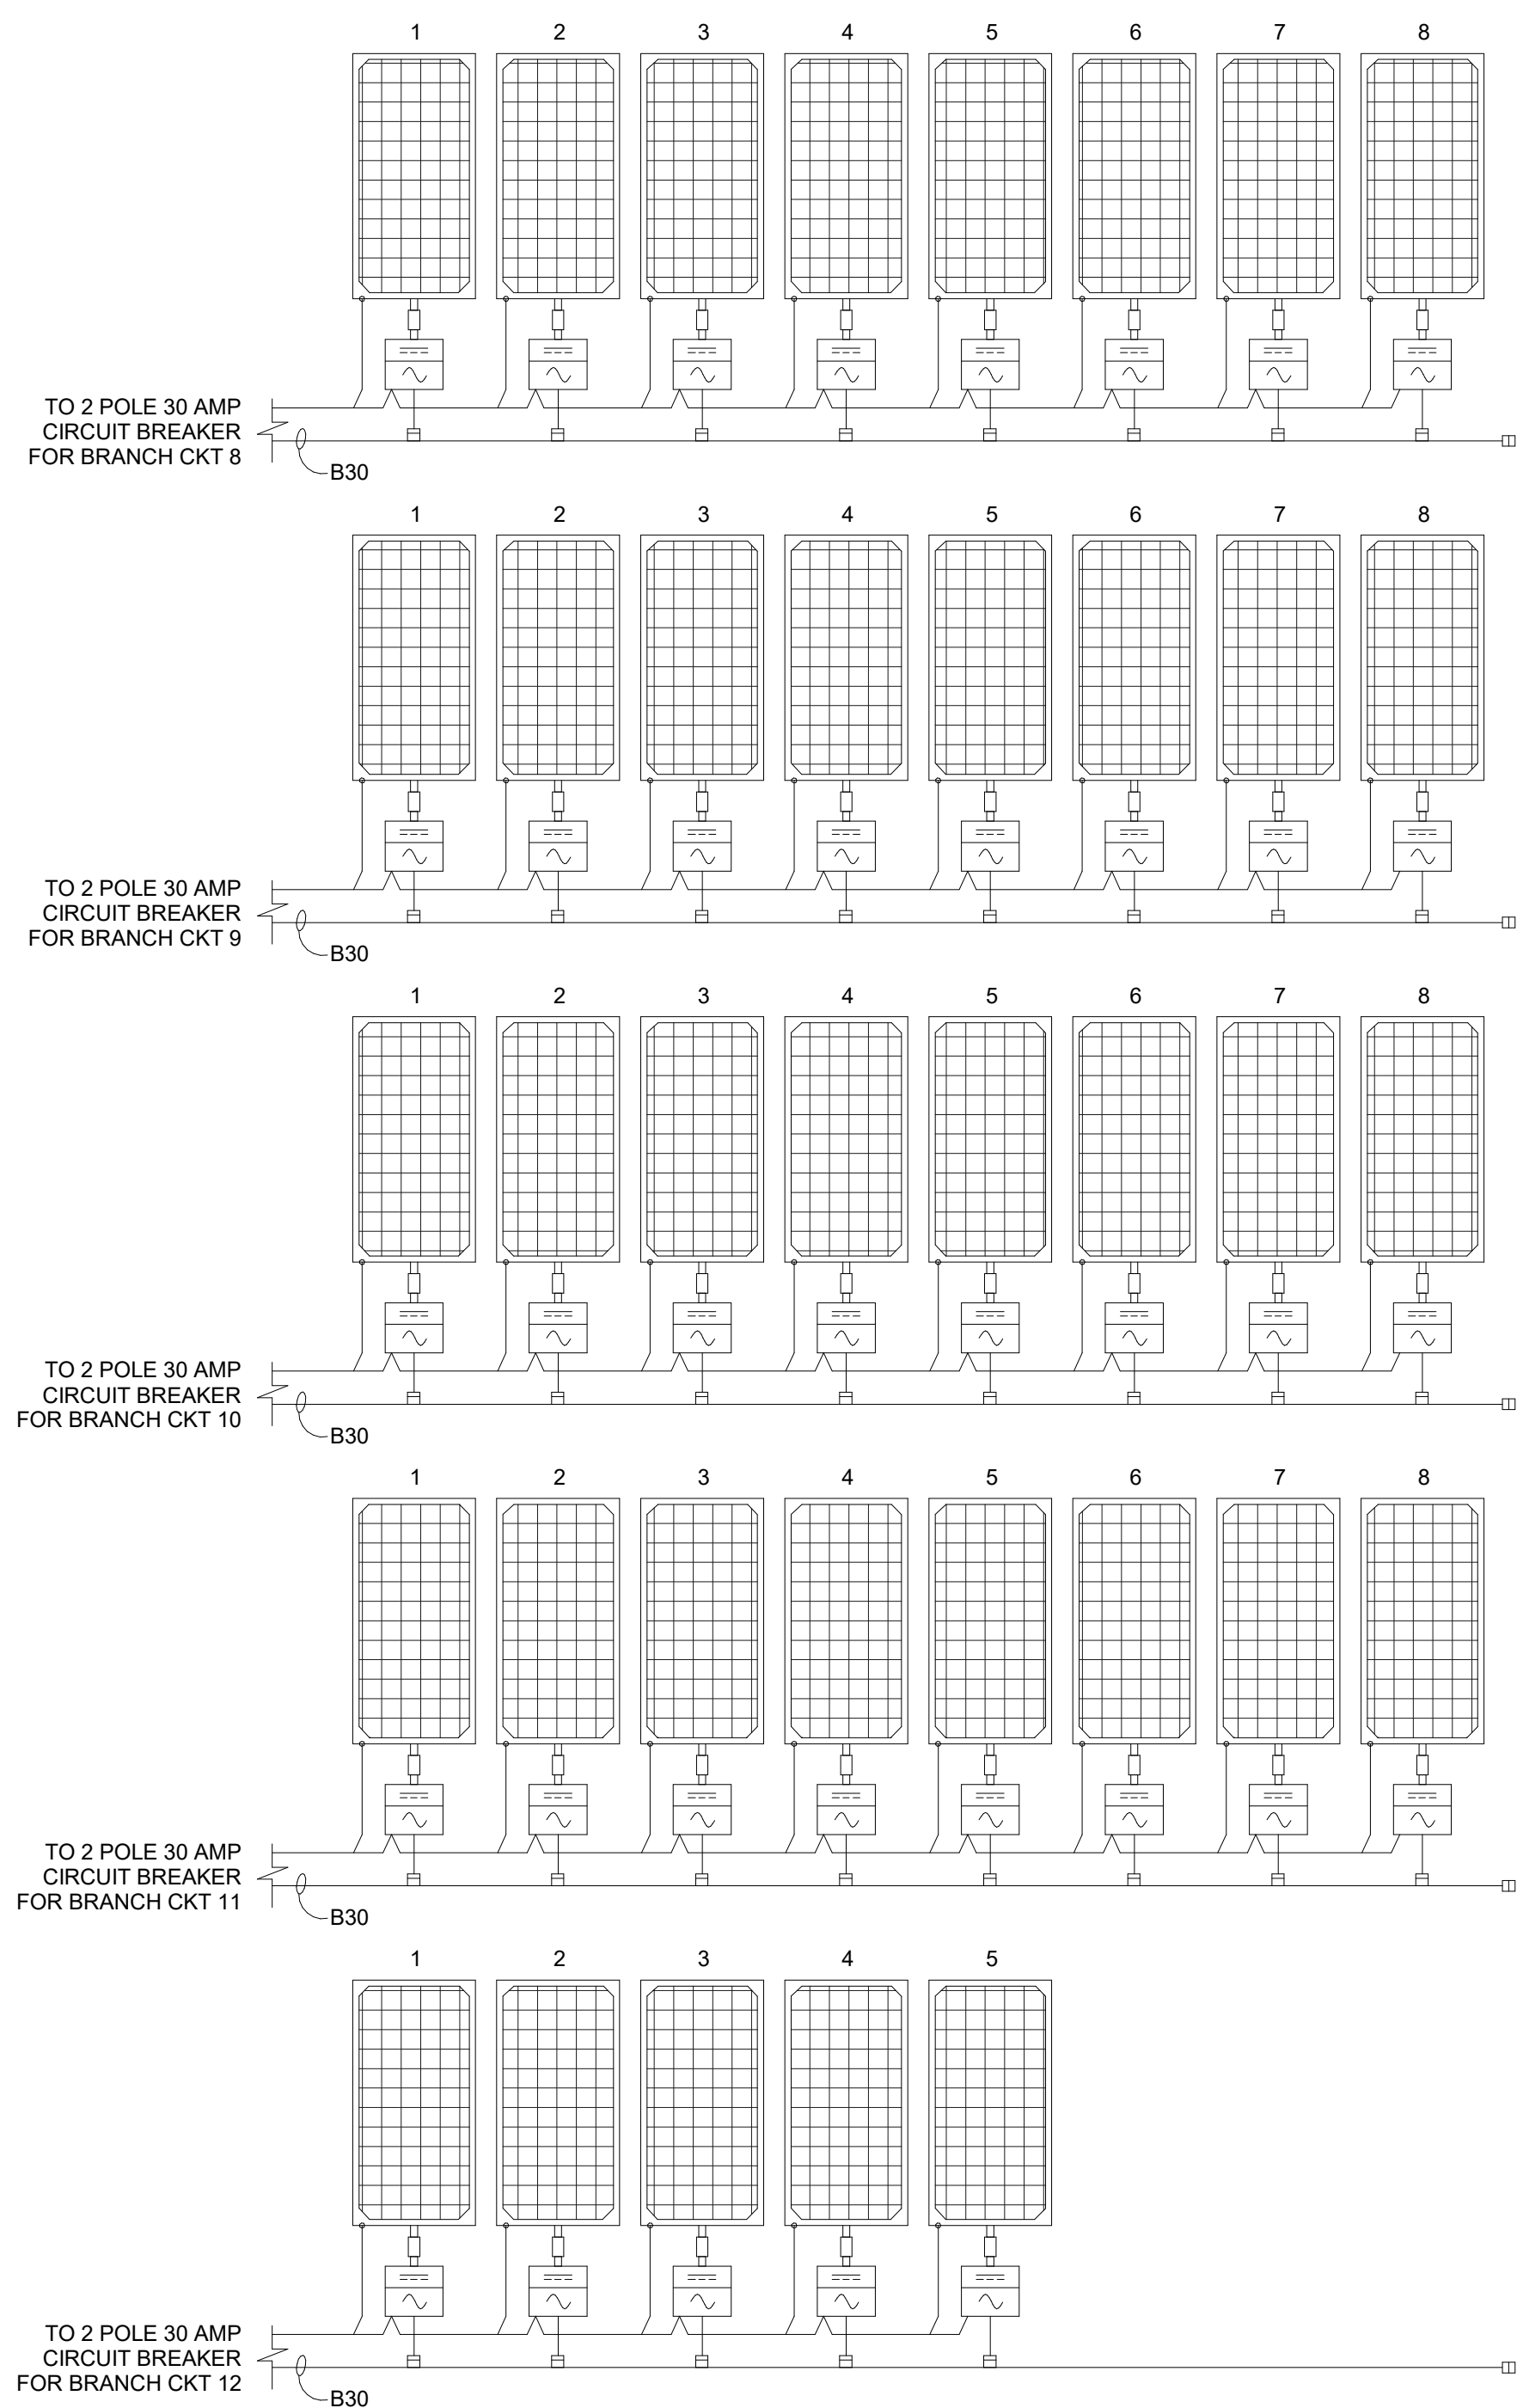 1 2 3 4 5 6 7 8
TO 2 POLE 30 AMP
CIRCUIT BREAKER
FOR BRANCH CKT 8
B30
1 2 3 4 5 6 7 8
TO 2 POLE 30 AMP
CIRCUIT BREAKER
FOR BRANCH CKT 9
B30
1 2 3 4 5 6 7 8
TO 2 POLE 30 AMP
CIRCUIT BREAKER
FOR BRANCH CKT 10
B30
1 2 3 4 5 6 7 8
TO 2 POLE 30 AMP
CIRCUIT BREAKER
FOR BRANCH CKT 11
B30
1 2 3 4 5
TO 2 POLE 30 AMP
CIRCUIT BREAKER
FOR BRANCH CKT 12
B30